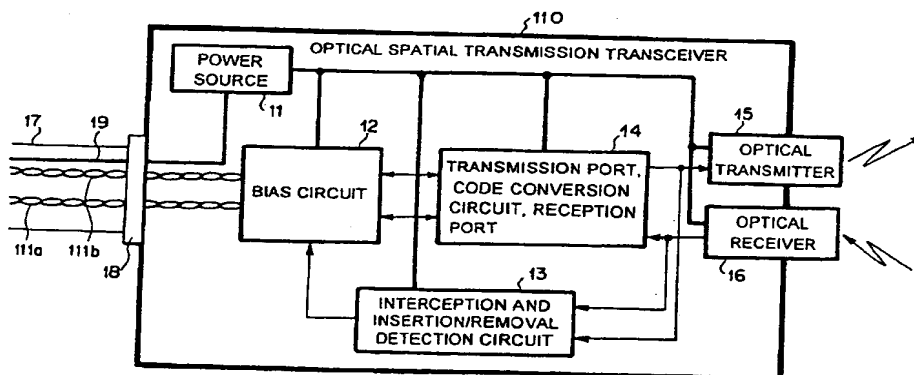 110
OPTICAL SPATIAL TRANSMISSION TRANSCEIVER
POWER
SOURCE
11
17
19
12
14
15
BIAS CIRCUIT
TRANSMISSION PORT,
CODE CONVERSION
CIRCUIT, RECEPTION
PORT
OPTICAL
TRANSMITTER
OPTICAL
RECEIVER
16
111a
111b
18
13
INTERCEPTION AND
INSERTION/REMOVAL
DETECTION CIRCUIT